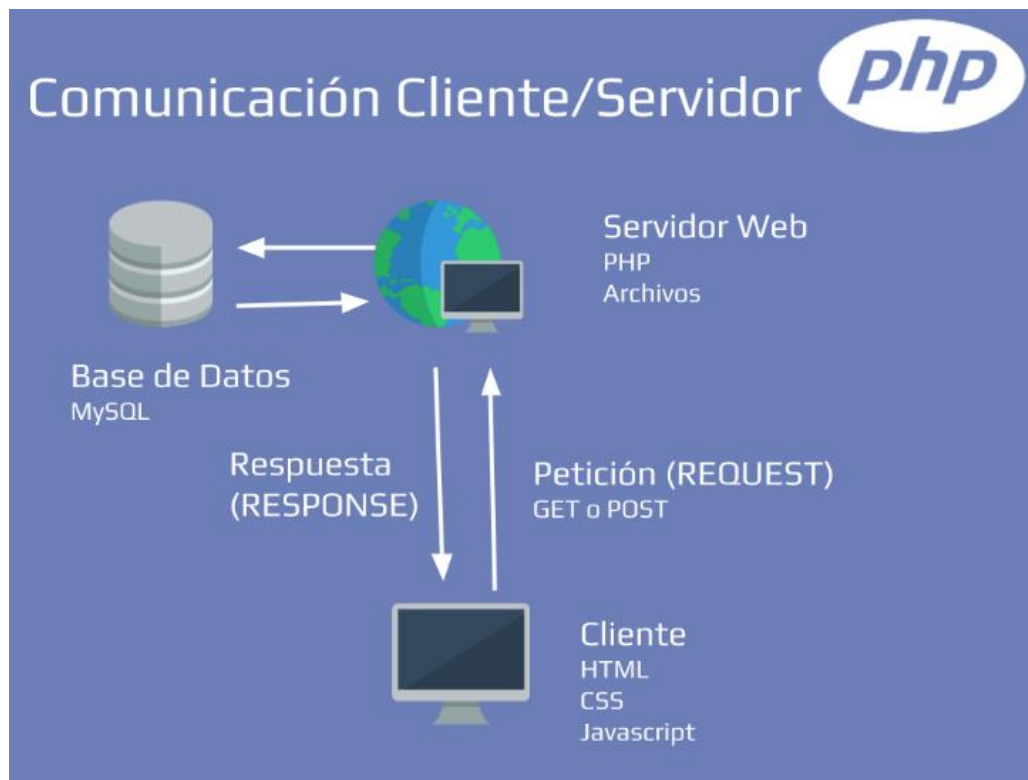 Comunicación Cliente/Servidor
php
Servidor Web
PHP
Archivos
Base de Datos
MySQL
Respuesta
(RESPONSE)
Petición (REQUEST)
GET o POST
Cliente
HTML
CSS
Javascript